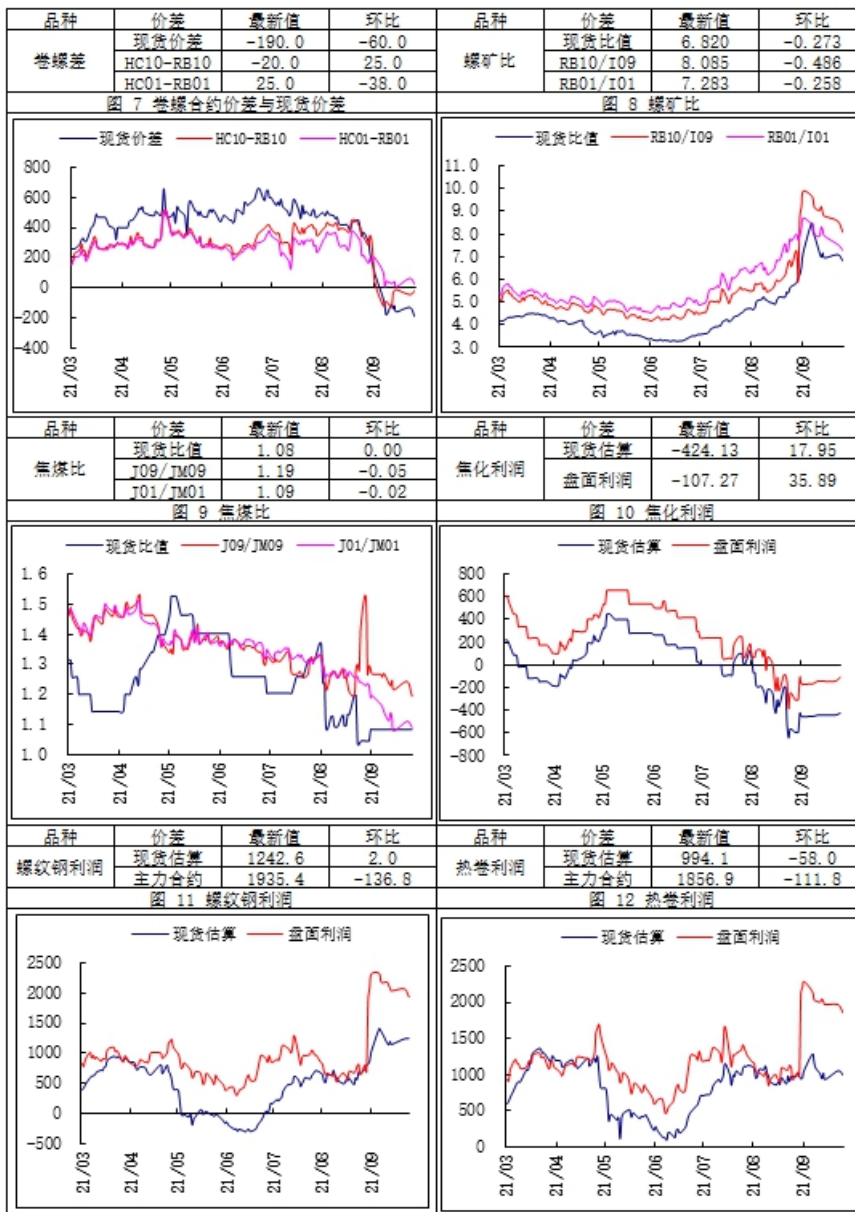 品种 价差 最新值 环比 品种 价差 最新值 环比
卷螺差 现货价差 -190.0 -60.0 螺矿比 现货比值 6.820 -0.273
HC10-RB10 -20.0 25.0 RB10/I09 8.085 -0.486
HC01-RB01 25.0 -38.0 RB01/I01 7.283 -0.258
图 7 卷螺合约价差与现货价差 图 8 螺矿比
现货价差 HC10-RB10 HC01-RB01
800
600
400
200
0
-200
-400
21/03 21/04 21/05 21/06 21/07 21/08 21/09
现货比值 RB10/I09 RB01/I01
11.0
10.0
9.0
8.0
7.0
6.0
5.0
4.0
3.0
21/03 21/04 21/05 21/06 21/07 21/08 21/09
品种 价差 最新值 环比 品种 价差 最新值 环比
焦煤比 现货比值 1.08 0.00 焦化利润 现货估算 -424.13 17.95
J09/JM09 1.19 -0.05 盘面利润 -107.27 35.89
J01/JM01 1.09 -0.02
图 9 焦煤比 图 10 焦化利润
现货比值 J09/JM09 J01/JM01
1.6
1.5
1.4
1.3
1.2
1.1
1.0
21/03 21/04 21/05 21/06 21/07 21/08 21/09
现货估算 盘面利润
800
600
400
200
0
-200
-400
-600
-800
21/03 21/04 21/05 21/06 21/07 21/08 21/09
品种 价差 最新值 环比 品种 价差 最新值 环比
螺纹钢利润 现货估算 1242.6 2.0 热卷利润 现货估算 994.1 -58.0
主力合约 1935.4 -136.8 主力合约 1856.9 -111.8
图 11 螺纹钢利润 图 12 热卷利润
现货估算 盘面利润
2500
2000
1500
1000
500
0
-500
21/03 21/04 21/05 21/06 21/07 21/08 21/09
现货估算 盘面利润
2500
2000
1500
1000
500
0
21/03 21/04 21/05 21/06 21/07 21/08 21/09